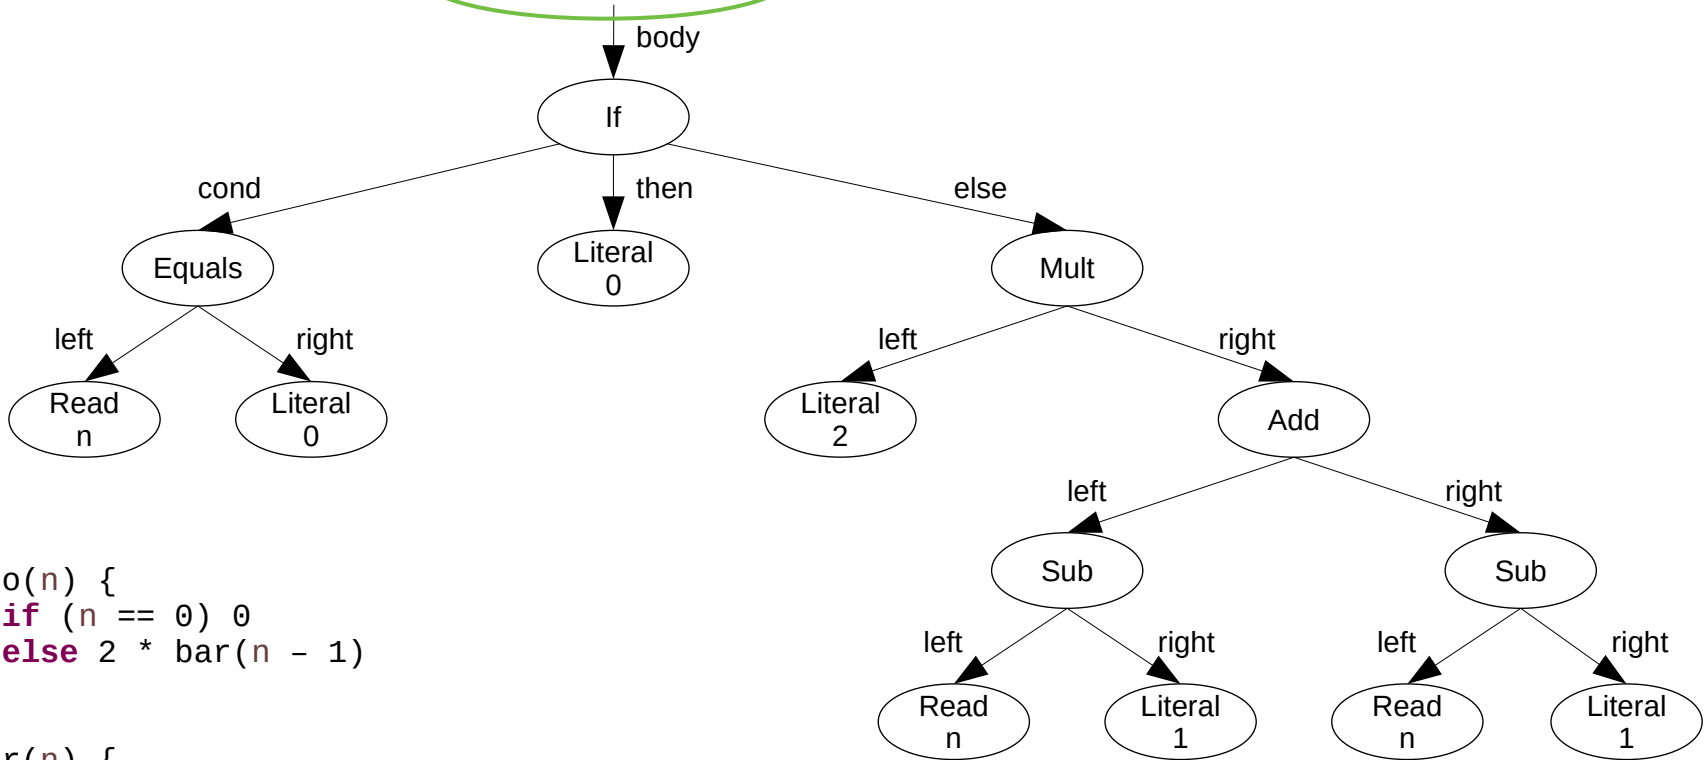 body
If
cond
then
else
Equals
Literal
0
Mult
left
right
left
right
Read
n
Literal
0
Literal
2
Add
left
right
Sub
Sub
o(n) {
if (n == 0) 0
else 2 * bar(n – 1)
left
right
left
right
Read
n
Literal
1
Read
n
Literal
1
r(n) {